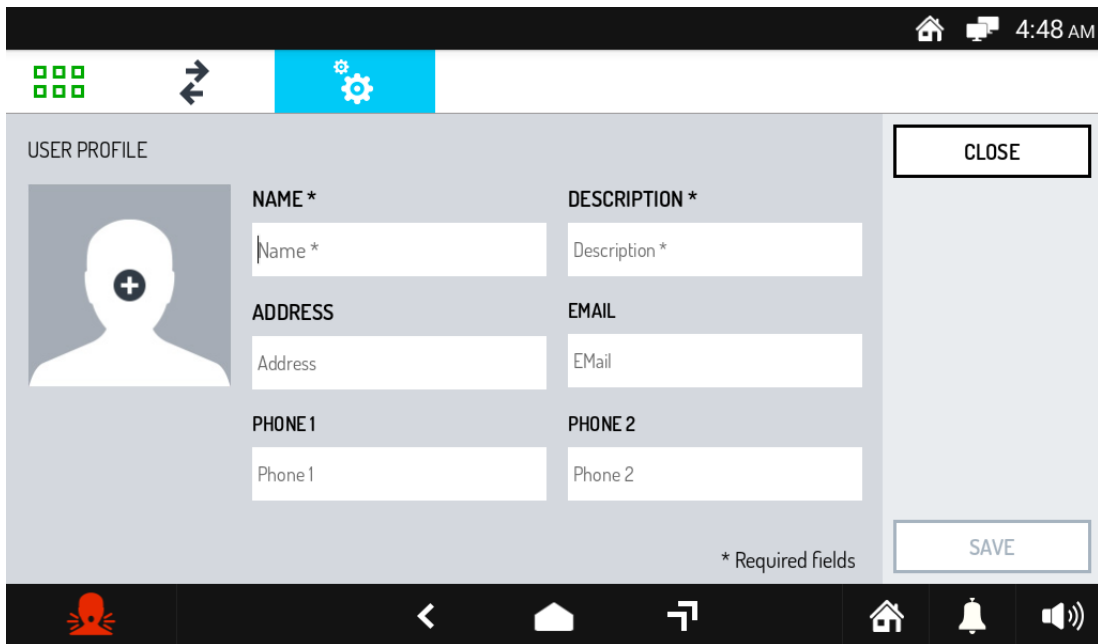 4:48 AM
USER PROFILE
CLOSE
NAME * DESCRIPTION *
Name * Description *
ADDRESS EMAIL
Address EMail
PHONE 1 PHONE 2
Phone 1 Phone 2
* Required fields
SAVE